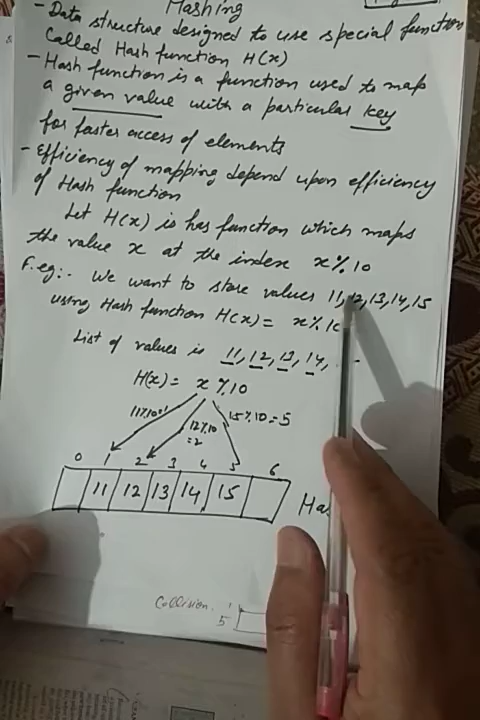 Hashing
- Data structure designed to use special function
Called Hash function H(x)
- Hash function is a function used to map
a given value with a particular key
for faster access of elements
- Efficiency of mapping depend upon efficiency
of Hash function
Let H(x) is has function which maps
the value x at the index x%10
F.eg:- We want to store values 11,12,13,14,15
using Hash function H(x) = x%10
List of values is 11, 12, 13, 14,
H(x) = x %10
11%10=1
12%10
=2
15%10=5
0 1 2 3 4 5 6
11 12 13 14 15
Has
Collision.
5